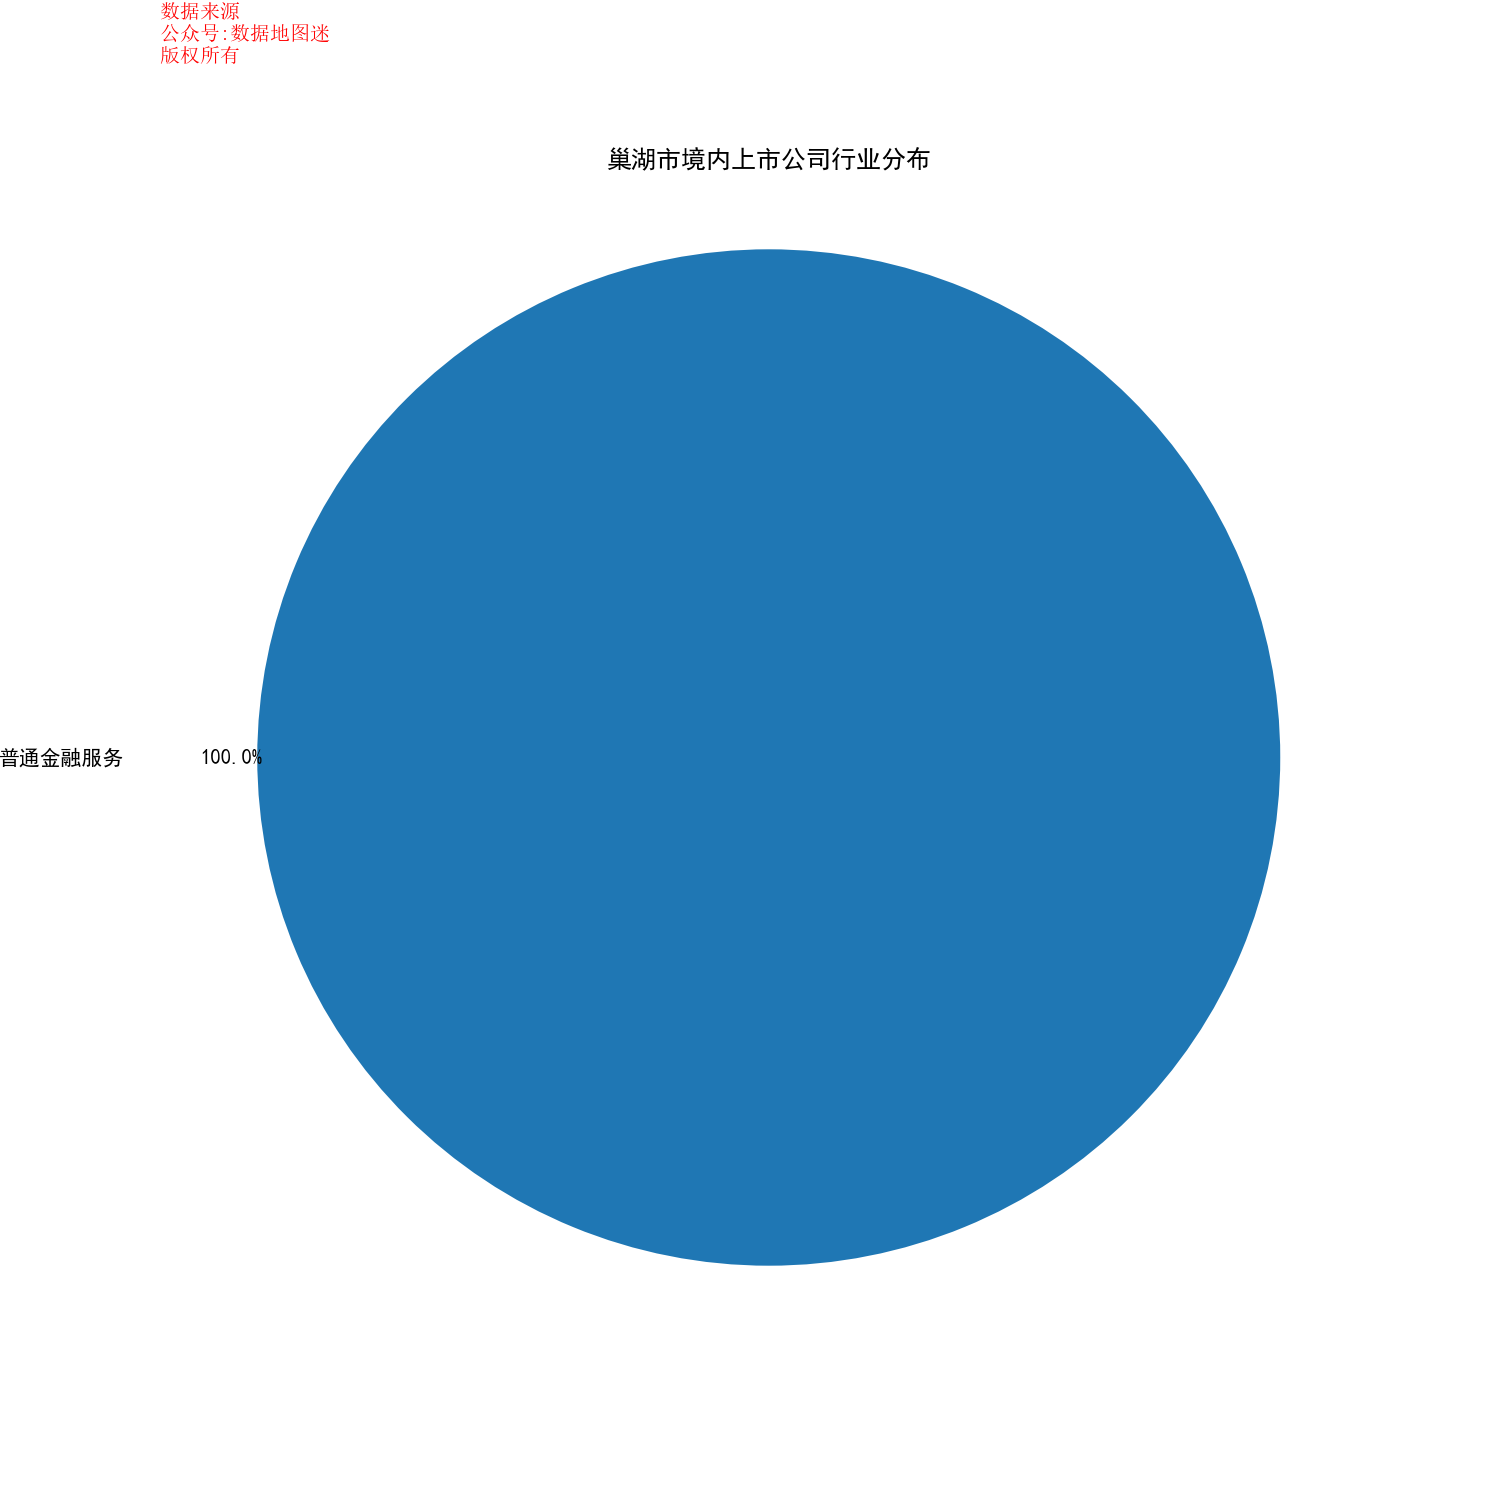 数据来源
公众号:数据地图迷
版权所有
巢湖市境内上市公司行业分布
普通金融服务
100.0%